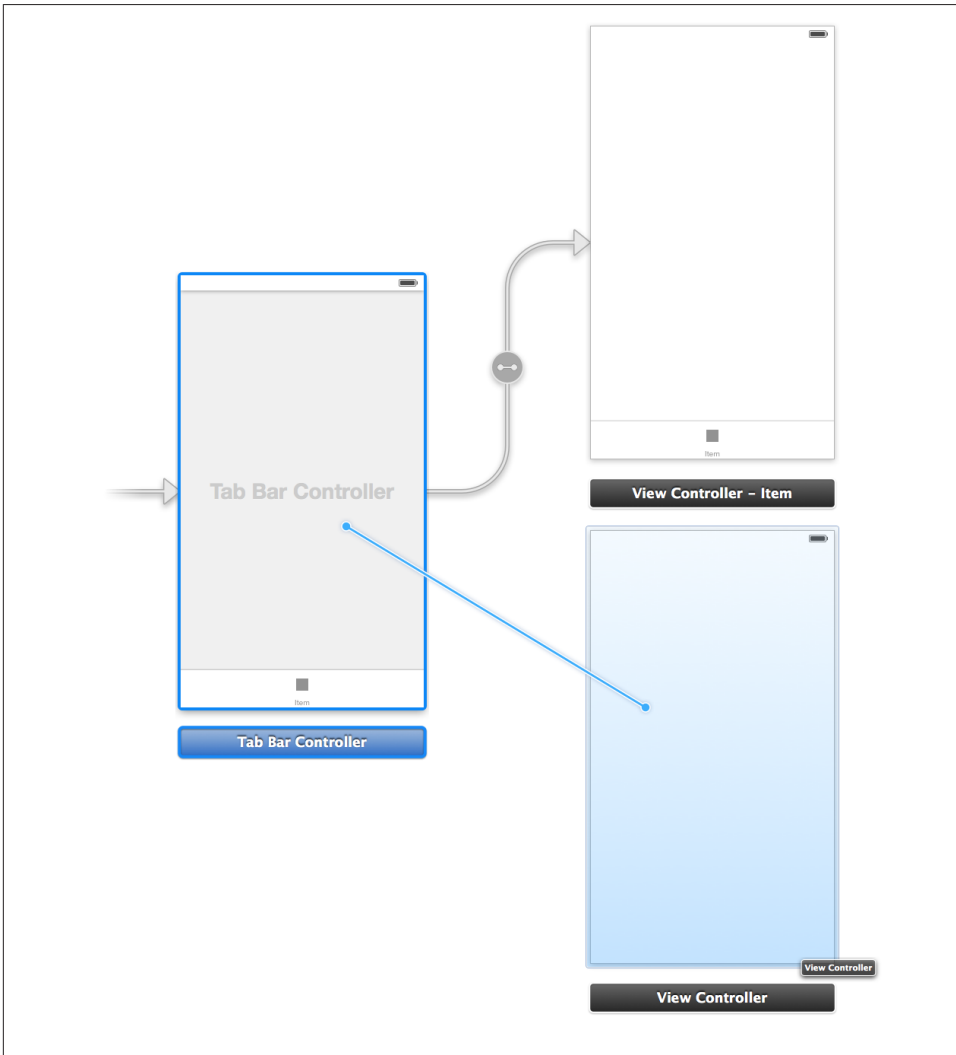 Item
View Controller – Item
Tab Bar Controller
Item
Tab Bar Controller
View Controller
View Controller